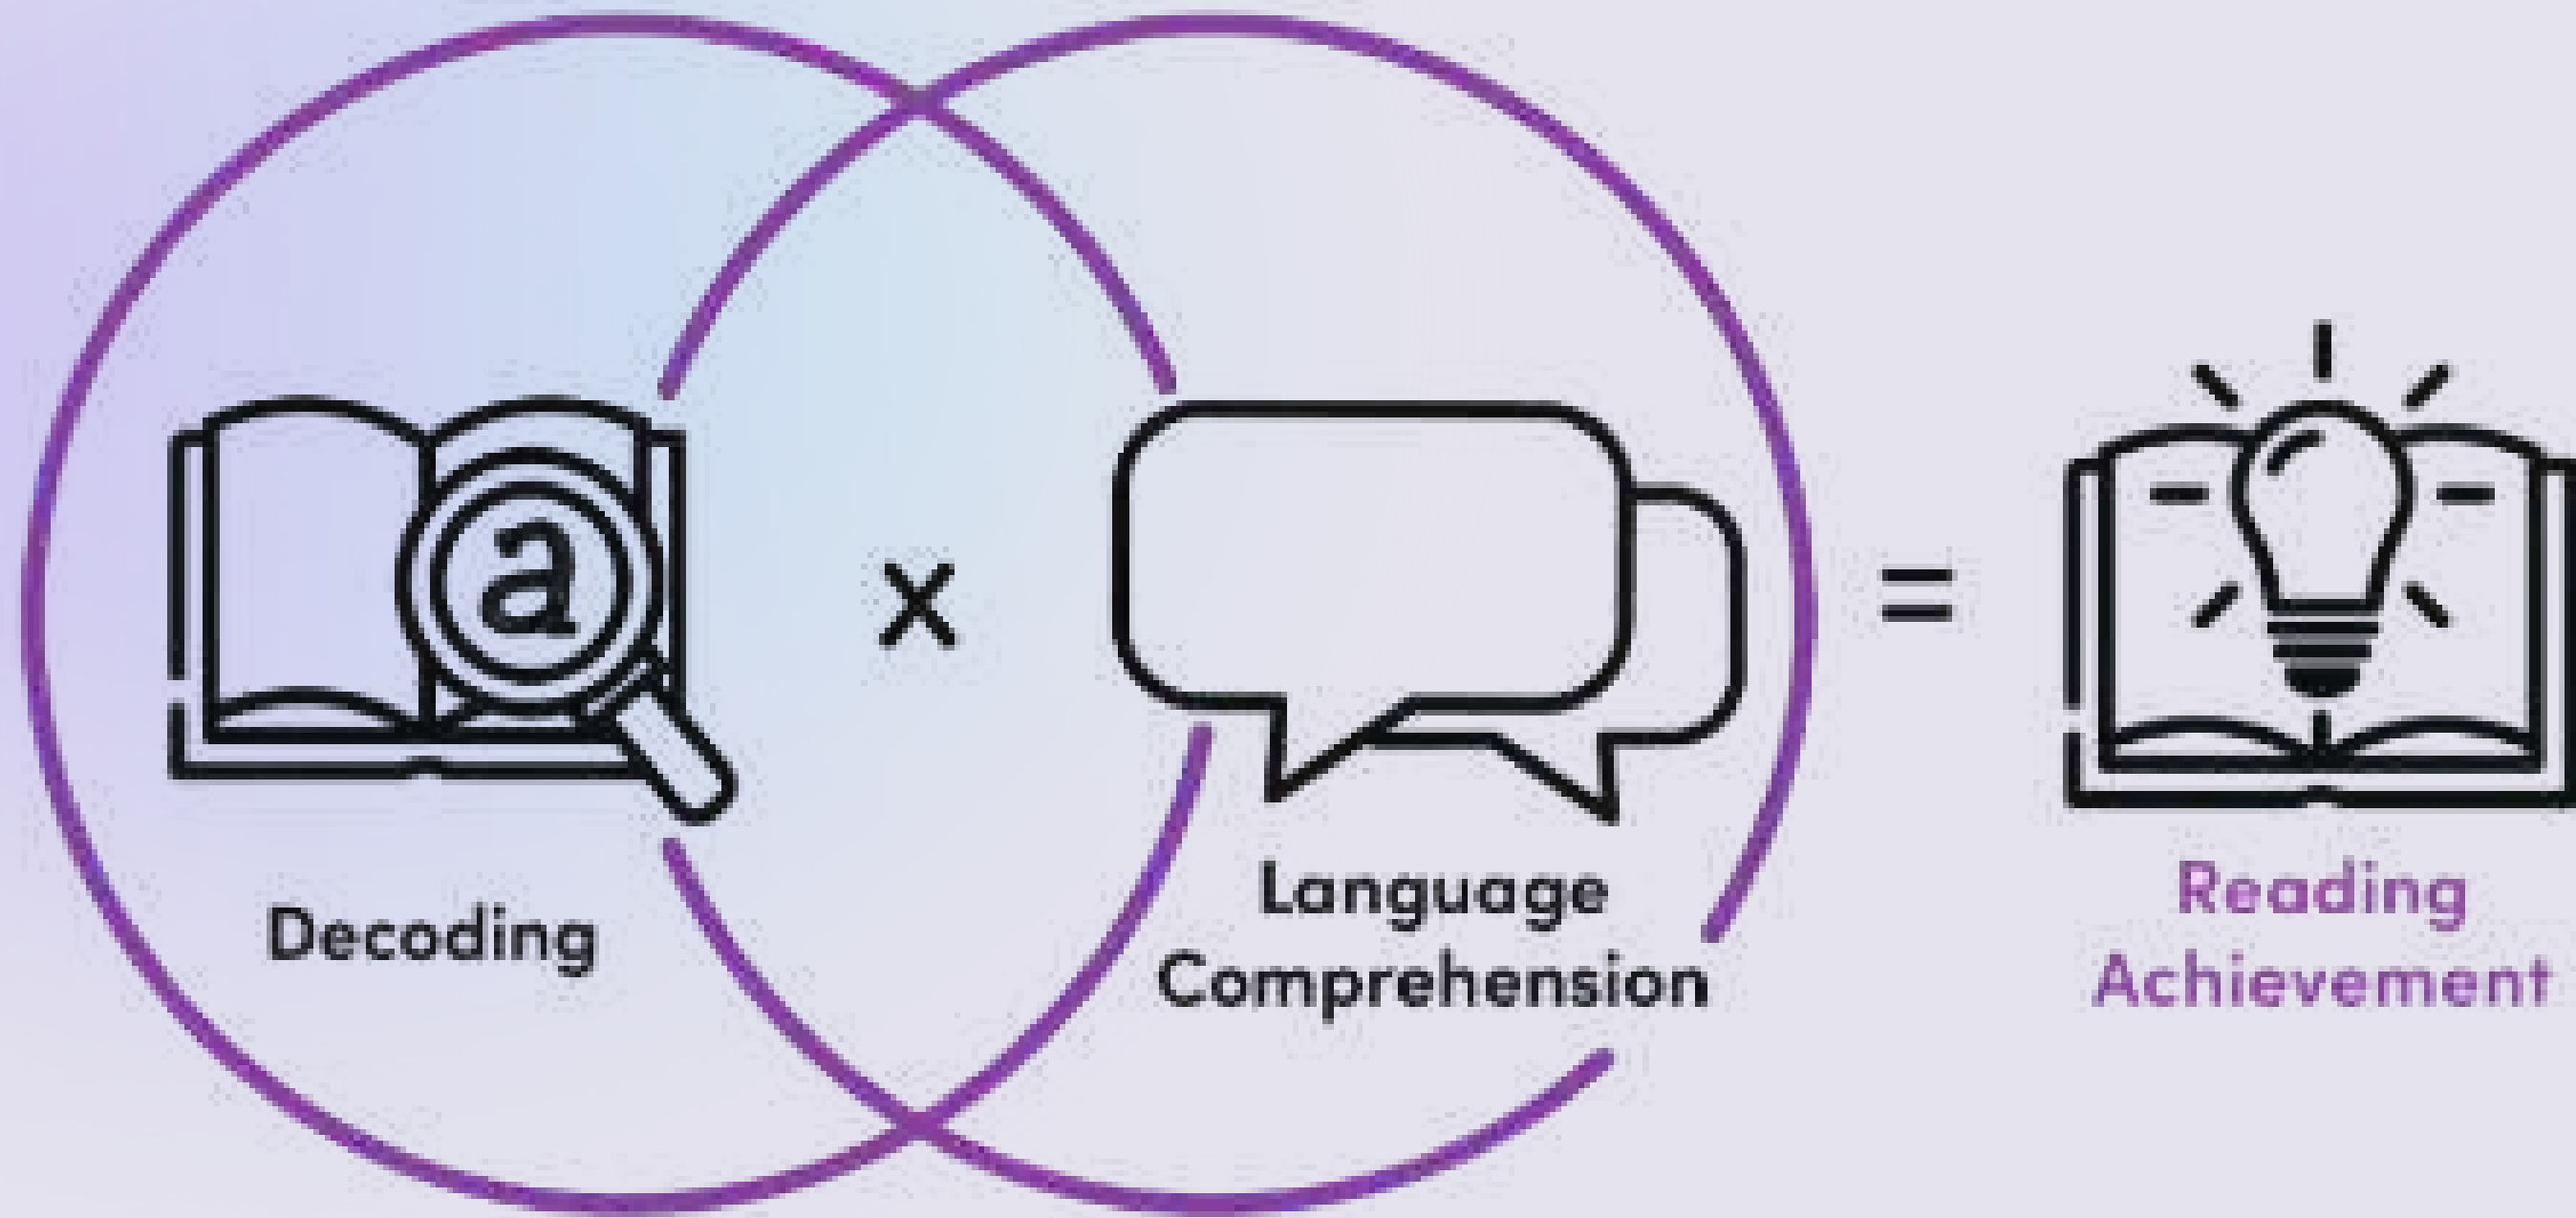 a
x
=
Decoding
Language
Comprehension
Reading
Achievement